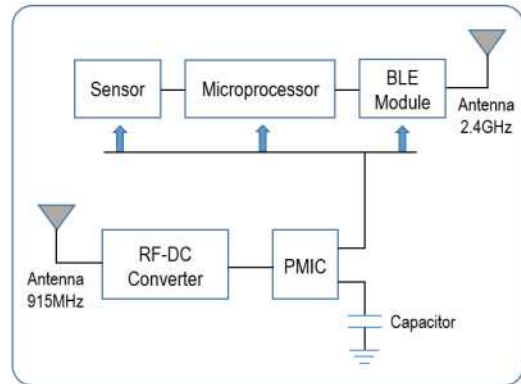 Sensor
Microprocessor
BLE
Module
Antenna
2.4GHz
Antenna
915MHz
RF-DC
Converter
PMIC
Capacitor